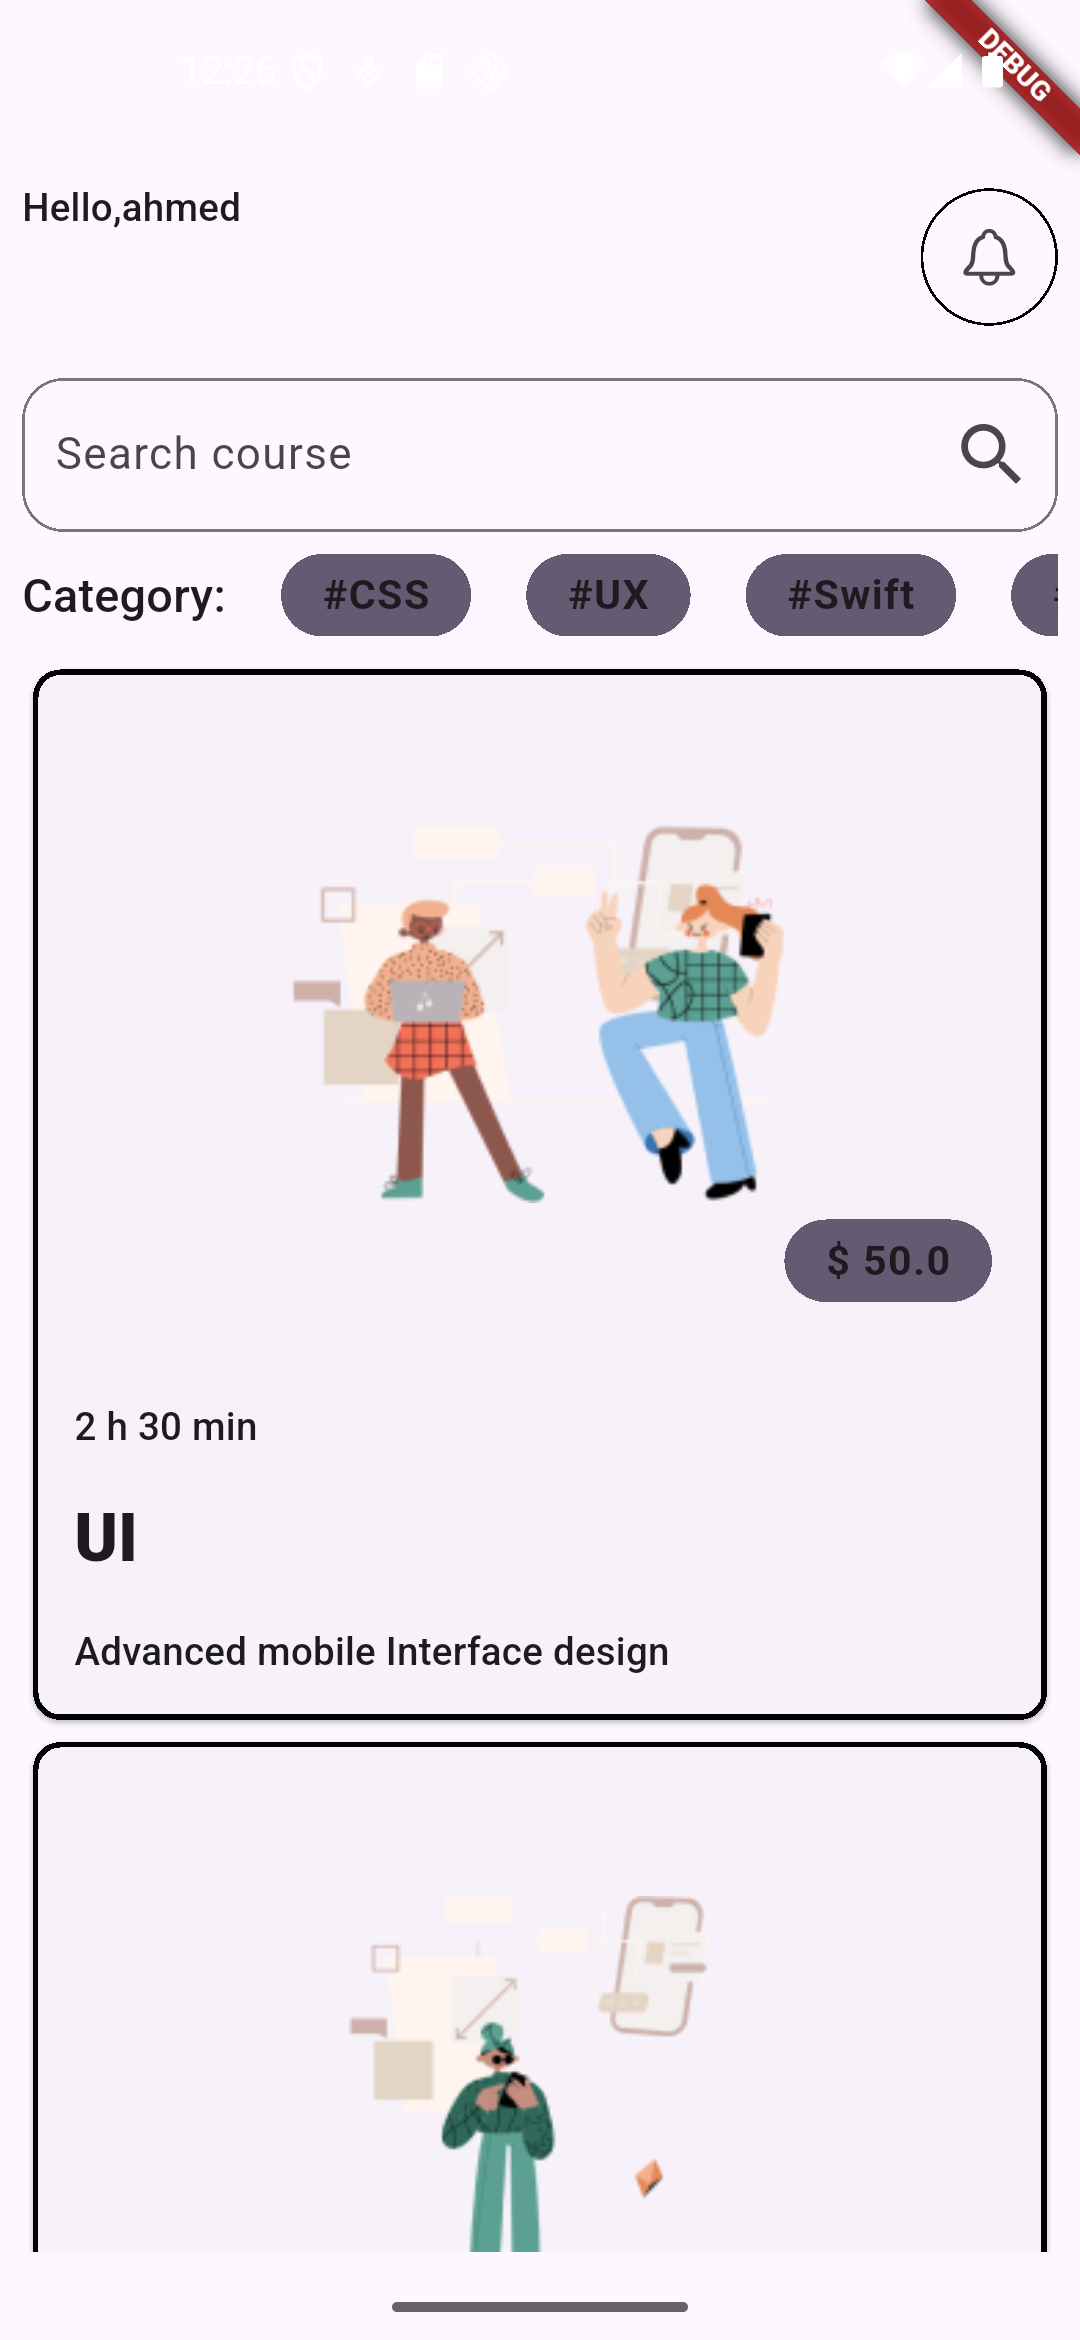 12:26
DEBUG
Hello,ahmed
Search course
Category: #CSS #UX #Swift
$ 50.0
2 h 30 min
UI
Advanced mobile Interface design